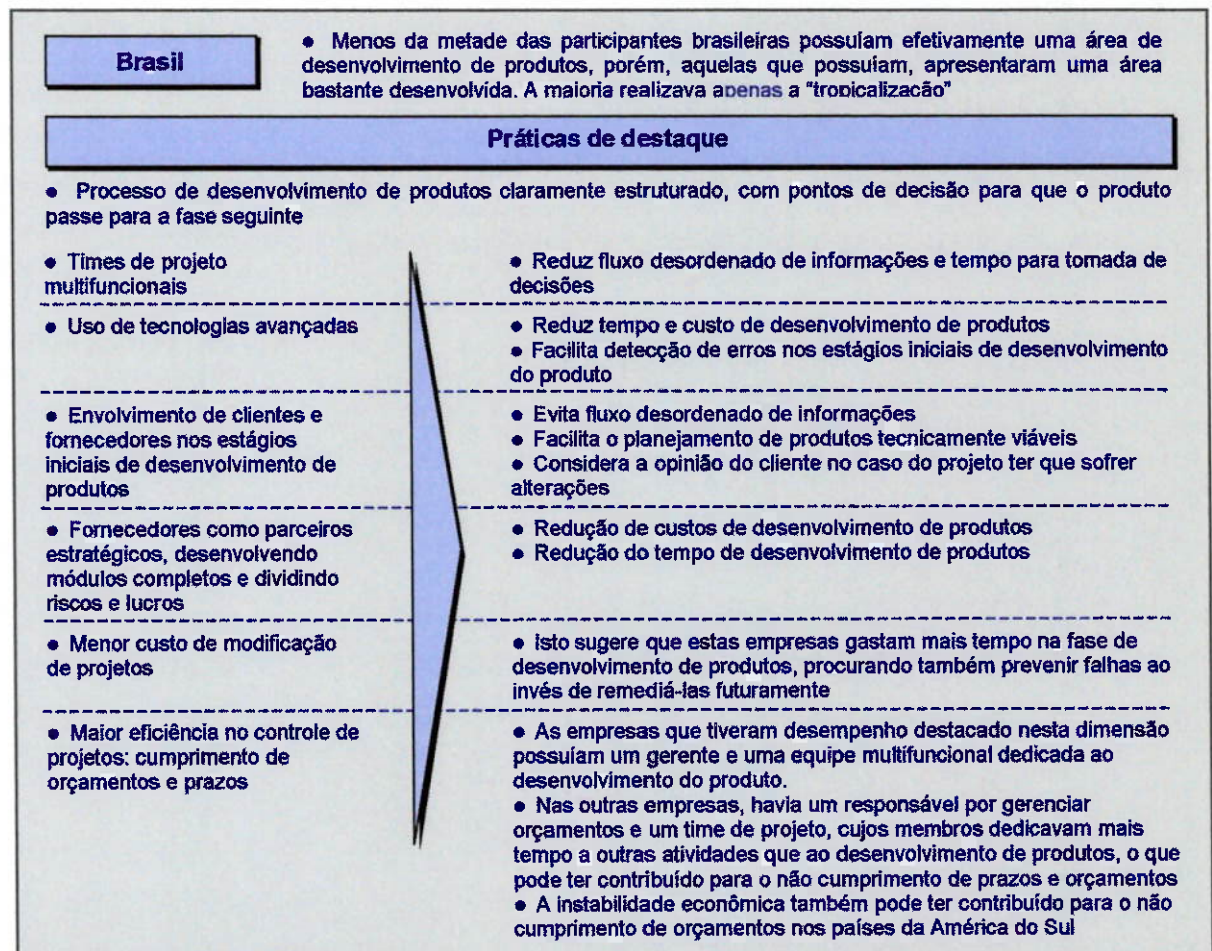 Brasil
• Menos da metade das participantes brasileiras possuíam efetivamente uma área de
desenvolvimento de produtos, porém, aquelas que possuíam, apresentaram uma área
bastante desenvolvida. A maioria realizava apenas a "tropicalização"
Práticas de destaque
• Processo de desenvolvimento de produtos claramente estruturado, com pontos de decisão para que o produto
passe para a fase seguinte
• Times de projeto
multifuncionais
• Reduz fluxo desordenado de informações e tempo para tomada de
decisões
• Uso de tecnologias avançadas
• Reduz tempo e custo de desenvolvimento de produtos
• Facilita detecção de erros nos estágios iniciais de desenvolvimento
do produto
• Envolvimento de clientes e
fornecedores nos estágios
iniciais de desenvolvimento de
produtos
• Evita fluxo desordenado de informações
• Facilita o planejamento de produtos tecnicamente viáveis
• Considera a opinião do cliente no caso do projeto ter que sofrer
alterações
• Fornecedores como parceiros
estratégicos, desenvolvendo
módulos completos e dividindo
riscos e lucros
• Redução de custos de desenvolvimento de produtos
• Redução do tempo de desenvolvimento de produtos
• Menor custo de modificação
de projetos
• Isto sugere que estas empresas gastam mais tempo na fase de
desenvolvimento de produtos, procurando também prevenir falhas ao
invés de remediá-las futuramente
• Maior eficiência no controle de
projetos: cumprimento de
orçamentos e prazos
• As empresas que tiveram desempenho destacado nesta dimensão
possuíam um gerente e uma equipe multifuncional dedicada ao
desenvolvimento do produto.
• Nas outras empresas, havia um responsável por gerenciar
orçamentos e um time de projeto, cujos membros dedicavam mais
tempo a outras atividades que ao desenvolvimento de produtos, o que
pode ter contribuído para o não cumprimento de prazos e orçamentos
• A instabilidade econômica também pode ter contribuído para o não
cumprimento de orçamentos nos países da América do Sul